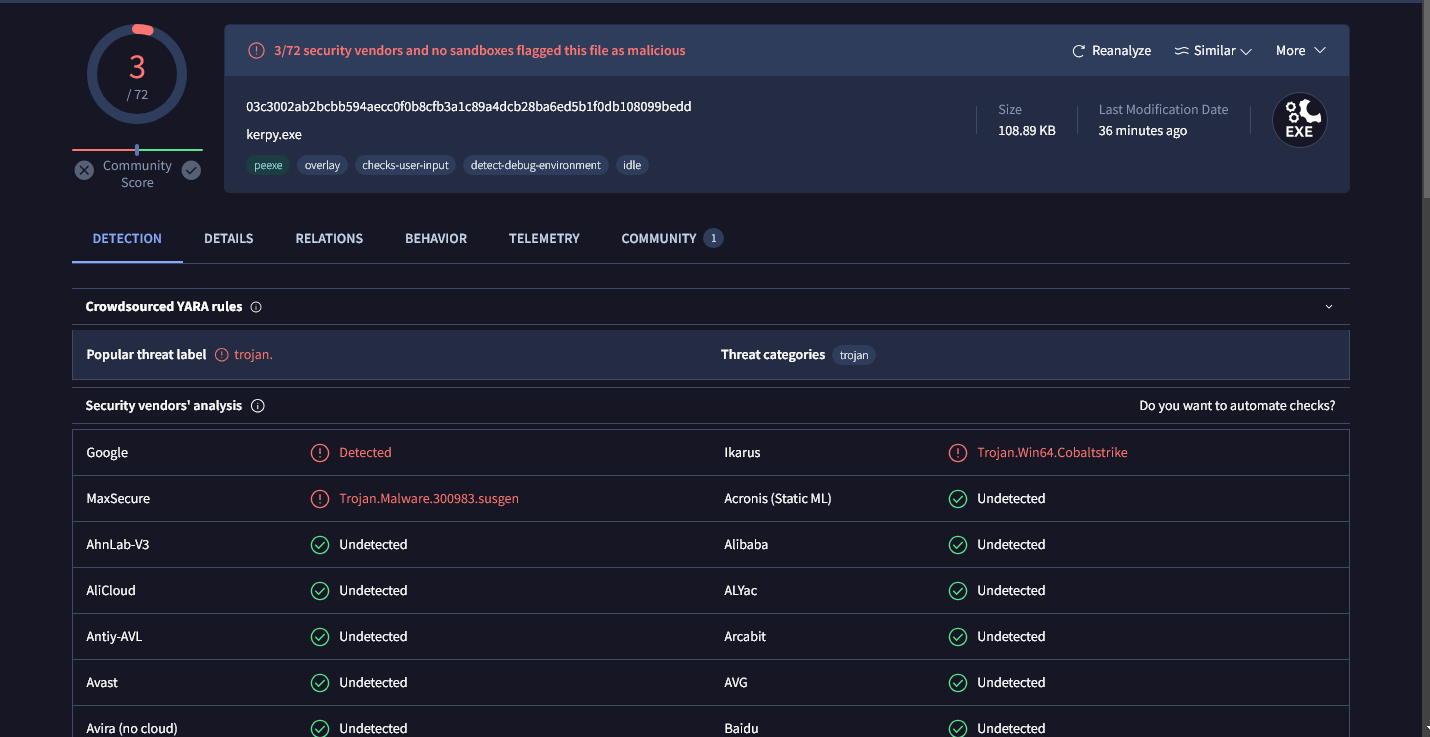 3
/ 72
Community
Score
3/72 security vendors and no sandboxes flagged this file as malicious
Reanalyze
Similar
More
03c3002ab2bcbb594aecc0f0b8cfb3a1c89a4dcb28ba6ed5b1f0db108099bedd
kerpy.exe
peexe overlay checks-user-input detect-debug-environment idle
Size
108.89 KB
Last Modification Date
36 minutes ago
EXE
DETECTION DETAILS RELATIONS BEHAVIOR TELEMETRY COMMUNITY 1
Crowdsourced YARA rules
Popular threat label trojan.
Threat categories trojan
Security vendors' analysis
Do you want to automate checks?
Google Detected Ikarus Trojan.Win64.Cobaltstrike
MaxSecure Trojan.Malware.300983.susgen Acronis (Static ML) Undetected
AhnLab-V3 Undetected Alibaba Undetected
AliCloud Undetected ALYac Undetected
Antiy-AVL Undetected Arcabit Undetected
Avast Undetected AVG Undetected
Avira (no cloud) Undetected Baidu Undetected